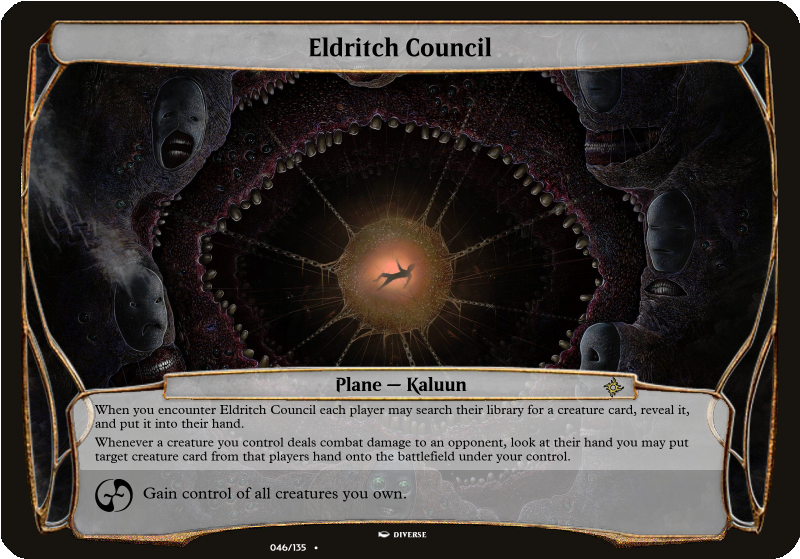 Eldritch Council
Plane — Kaluun
When you encounter Eldritch Council each player may search their library for a creature card, reveal it,
and put it into their hand.
Whenever a creature you control deals combat damage to an opponent, look at their hand you may put
target creature card from that players hand onto the battlefield under your control.
Gain control of all creatures you own.
DIVERSE
046/135 •